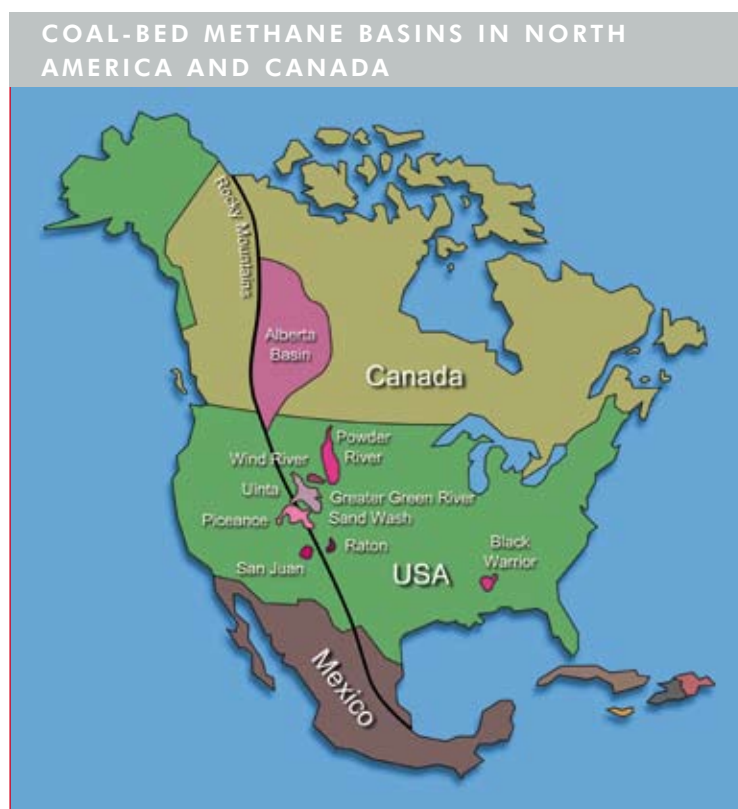 COAL-BED METHANE BASINS IN NORTH
AMERICA AND CANADA
Rocky Mountains
Alberta
Basin
Canada
Powder
River
Wind River
Uinta
Greater Green River
Sand Wash
Piceance
Raton
San Juan
Black
Warrior
USA
Mexico